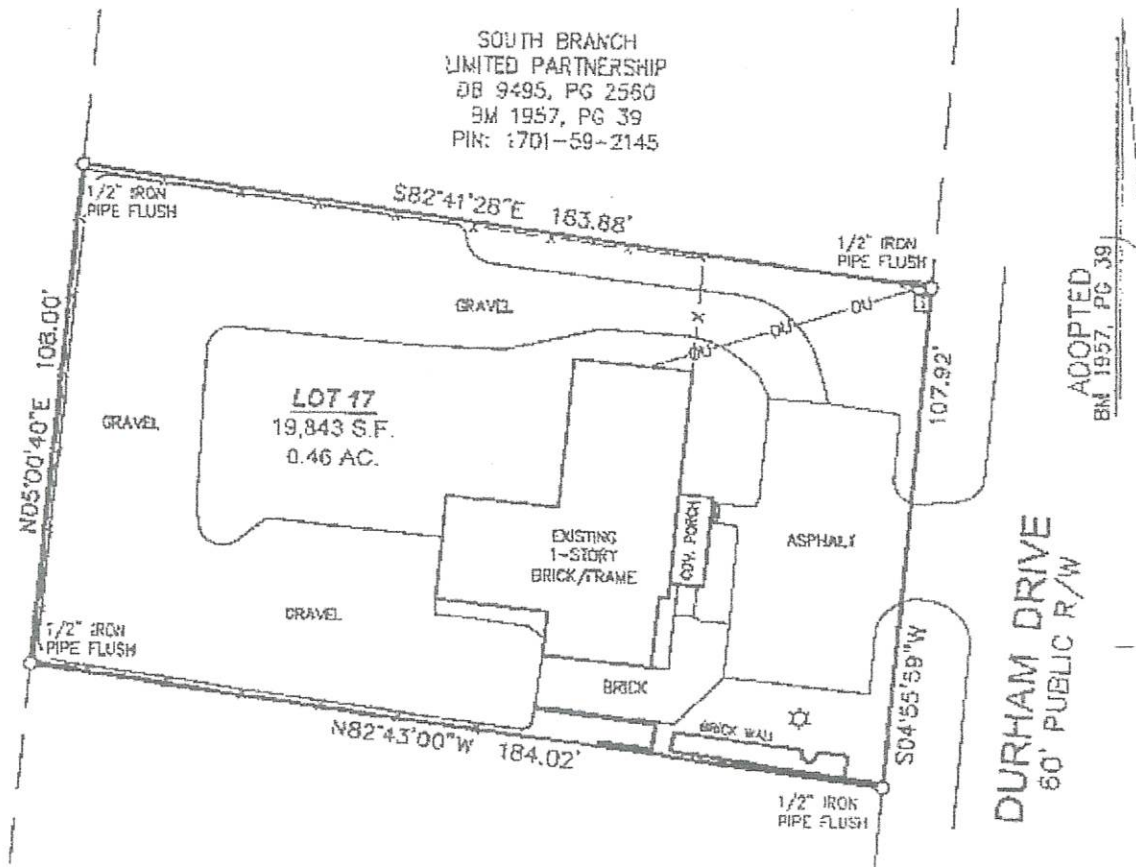 SOUTH BRANCH
LIMITED PARTNERSHIP
DB 9495, PG 2560
BM 1957, PG 39
PIN: 1701-59-2145
1/2" IRON
PIPE FLUSH
S82°41'28"E 183.88'
1/2" IRON
PIPE FLUSH
GRAVEL
OU
OU
OU
N05°00'40"E 108.00'
GRAVEL
LOT 17
19,843 S.F.
0.46 AC.
107.92'
ADOPTED
BM 1957, PG 39
EXISTING
1-STORY
BRICK/FRAME
COV. PORCH
ASPHALT
GRAVEL
1/2" IRON
PIPE FLUSH
BRICK
BRICK WALL
N82°43'00"W 184.02'
S04°55'59"W
DURHAM DRIVE
60' PUBLIC R/W
1/2" IRON
PIPE FLUSH